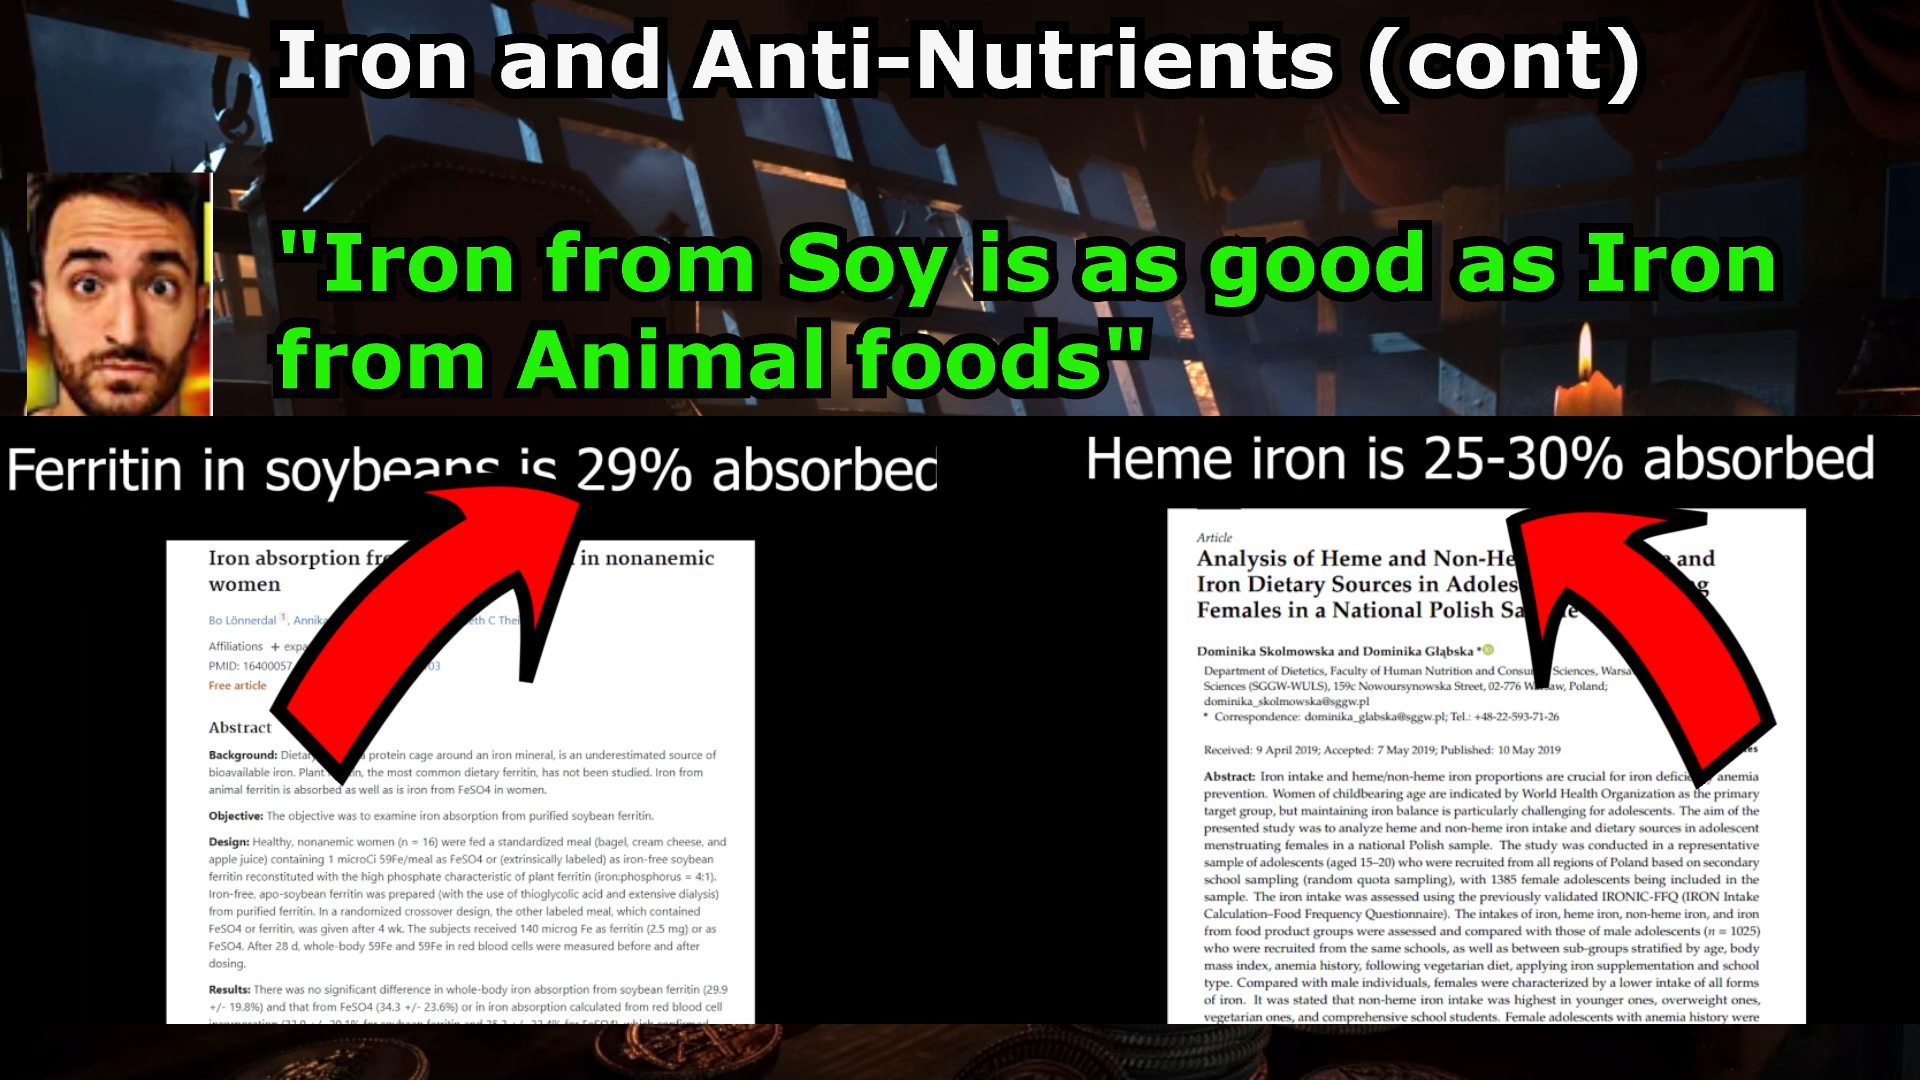 Iron and Anti-Nutrients (cont)
"Iron from Soy is as good as Iron
from Animal foods"
Ferritin in soybeans is 29% absorbed
Iron absorption in nonanemic
women
Bo Lönnerdal 1, Annika
Affiliations + expa
PMID: 16400057 03
Free article
Abstract
Background: protein cage around an iron mineral, is an underestimated source of
bioavailable iron. Plant the most common dietary ferritin, has not been studied. Iron from
animal ferritin is absorbed as well as is iron from FeSO4 in women.
Objective: The objective was to examine iron absorption from purified soybean ferritin.
Design: Healthy, nonanemic women (n = 16) were fed a standardized meal (bagel, cream cheese, and
apple juice) containing 1 microCi 59Fe/meal as FeSO4 or (extrinsically labeled) as iron-free soybean
ferritin reconstituted with the high phosphate characteristic of plant ferritin (iron:phosphorus = 4:1).
Iron-free, apo-soybean ferritin was prepared (with the use of thioglycolic acid and extensive dialysis)
from purified ferritin. In a randomized crossover design, the other labeled meal, which contained
FeSO4 or ferritin, was given after 4 wk. The subjects received 140 microg Fe as ferritin (2.5 mg) or as
FeSO4. After 28 d, whole-body 59Fe and 59Fe in red blood cells were measured before and after
dosing.
Results: There was no significant difference in whole-body iron absorption from soybean ferritin (29.9
+/- 19.8%) and that from FeSO4 (34.3 +/- 23.6%) or in iron absorption calculated from red blood cell
Heme iron is 25-30% absorbed
Article
Analysis of Heme and and
Iron Dietary Sources in
Females in a National Polish
Dominika Skolmowska and Dominika Głąbska *
Department of Dietetics, Faculty of Human Nutrition and Sciences,
Sciences (SGGW-WULS), 159c Nowoursynowska Street, 02-776 Poland;
dominika_skolmowska@sggw.pl
* Correspondence: dominika_glabska@sggw.pl; Tel.: +48-22-593-71-26
Received: 9 April 2019; Accepted: 7 May 2019; Published: 10 May 2019
Abstract: Iron intake and heme/non-heme iron proportions are crucial for iron anemia
prevention. Women of childbearing age are indicated by World Health Organization as the primary
target group, but maintaining iron balance is particularly challenging for adolescents. The aim of the
presented study was to analyze heme and non-heme iron intake and dietary sources in adolescent
menstruating females in a national Polish sample. The study was conducted in a representative
sample of adolescents (aged 15–20) who were recruited from all regions of Poland based on secondary
school sampling (random quota sampling), with 1385 female adolescents being included in the
sample. The iron intake was assessed using the previously validated IRONIC-FFQ (IRON Intake
Calculation–Food Frequency Questionnaire). The intakes of iron, heme iron, non-heme iron, and iron
from food product groups were assessed and compared with those of male adolescents (n = 1025)
who were recruited from the same schools, as well as between sub-groups stratified by age, body
mass index, anemia history, following vegetarian diet, applying iron supplementation and school
type. Compared with male individuals, females were characterized by a lower intake of all forms
of iron. It was stated that non-heme iron intake was highest in younger ones, overweight ones,
vegetarian ones, and comprehensive school students. Female adolescents with anemia history were